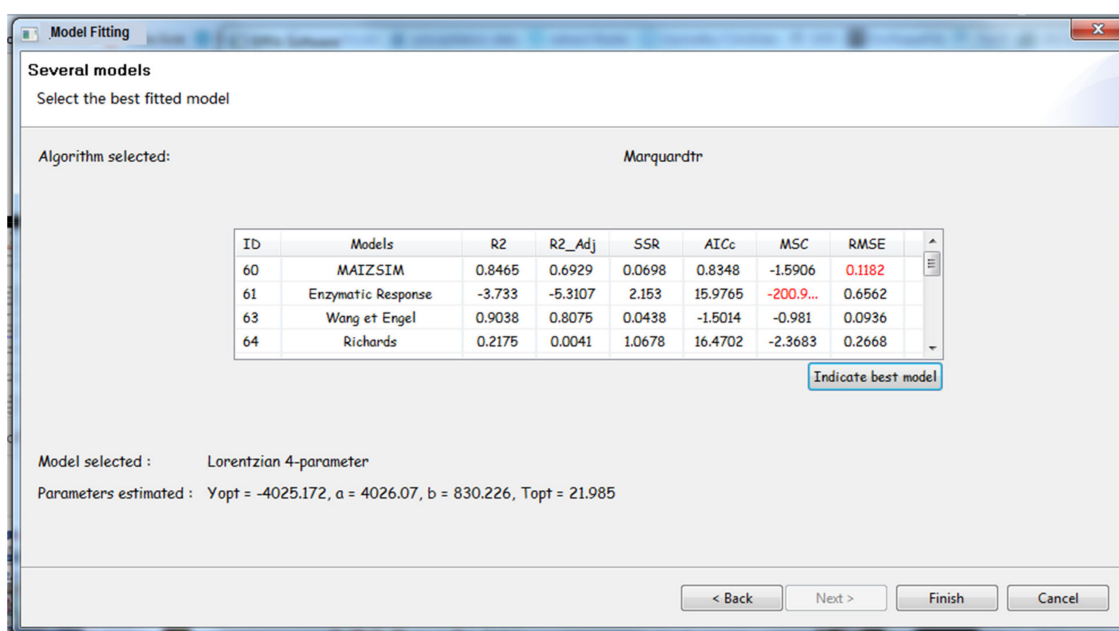 Model Fitting
Several models
Select the best fitted model
Algorithm selected: Marquardtr
ID Models R2 R2_Adj SSR AICc MSC RMSE
60 MAIZSIM 0.8465 0.6929 0.0698 0.8348 -1.5906 0.1182
61 Enzymatic Response -3.733 -5.3107 2.153 15.9765 -200.9... 0.6562
63 Wang et Engel 0.9038 0.8075 0.0438 -1.5014 -0.981 0.0936
64 Richards 0.2175 0.0041 1.0678 16.4702 -2.3683 0.2668
Indicate best model
Model selected : Lorentzian 4-parameter
Parameters estimated : Yopt = -4025.172, a = 4026.07, b = 830.226, Topt = 21.985
< Back Next > Finish Cancel